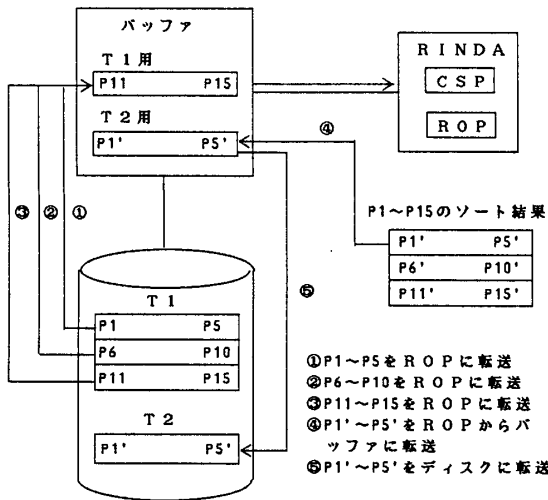 バッファ
T1用
P11 P15
T2用
P1' P5'
RINDA
CSP
ROP
④
③ ② ①
P1~P15のソート結果
P1' P5'
P6' P10'
P11' P15'
⑤
T1
P1 P5
P6 P10
P11 P15
T2
P1' P5'
①P1~P5をROPに転送
②P6~P10をROPに転送
③P11~P15をROPに転送
④P1'~P5'をROPからバ
ッファに転送
⑤P1'~P5'をディスクに転送